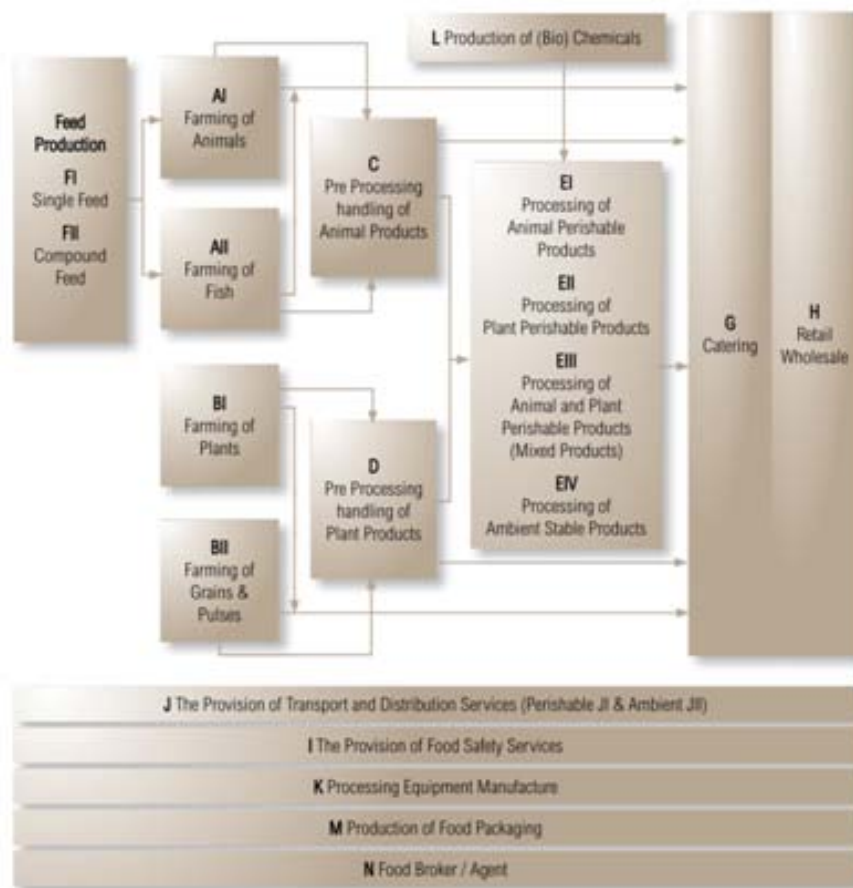 L Production of (Bio) Chemicals
Feed
Production
FI
Single Feed
FII
Compound
Feed
AI
Farming of
Animals
AII
Farming of
Fish
BI
Farming of
Plants
BII
Farming of
Grains &
Pulses
C
Pre Processing
handling of
Animal Products
D
Pre Processing
handling of
Plant Products
EI
Processing of
Animal Perishable
Products
EII
Processing of
Plant Perishable Products
EIII
Processing of
Animal and Plant
Perishable Products
(Mixed Products)
EIV
Processing of
Ambient Stable Products
G
Catering
H
Retail
Wholesale
J The Provision of Transport and Distribution Services (Perishable JI & Ambient JII)
I The Provision of Food Safety Services
K Processing Equipment Manufacture
M Production of Food Packaging
N Food Broker / Agent